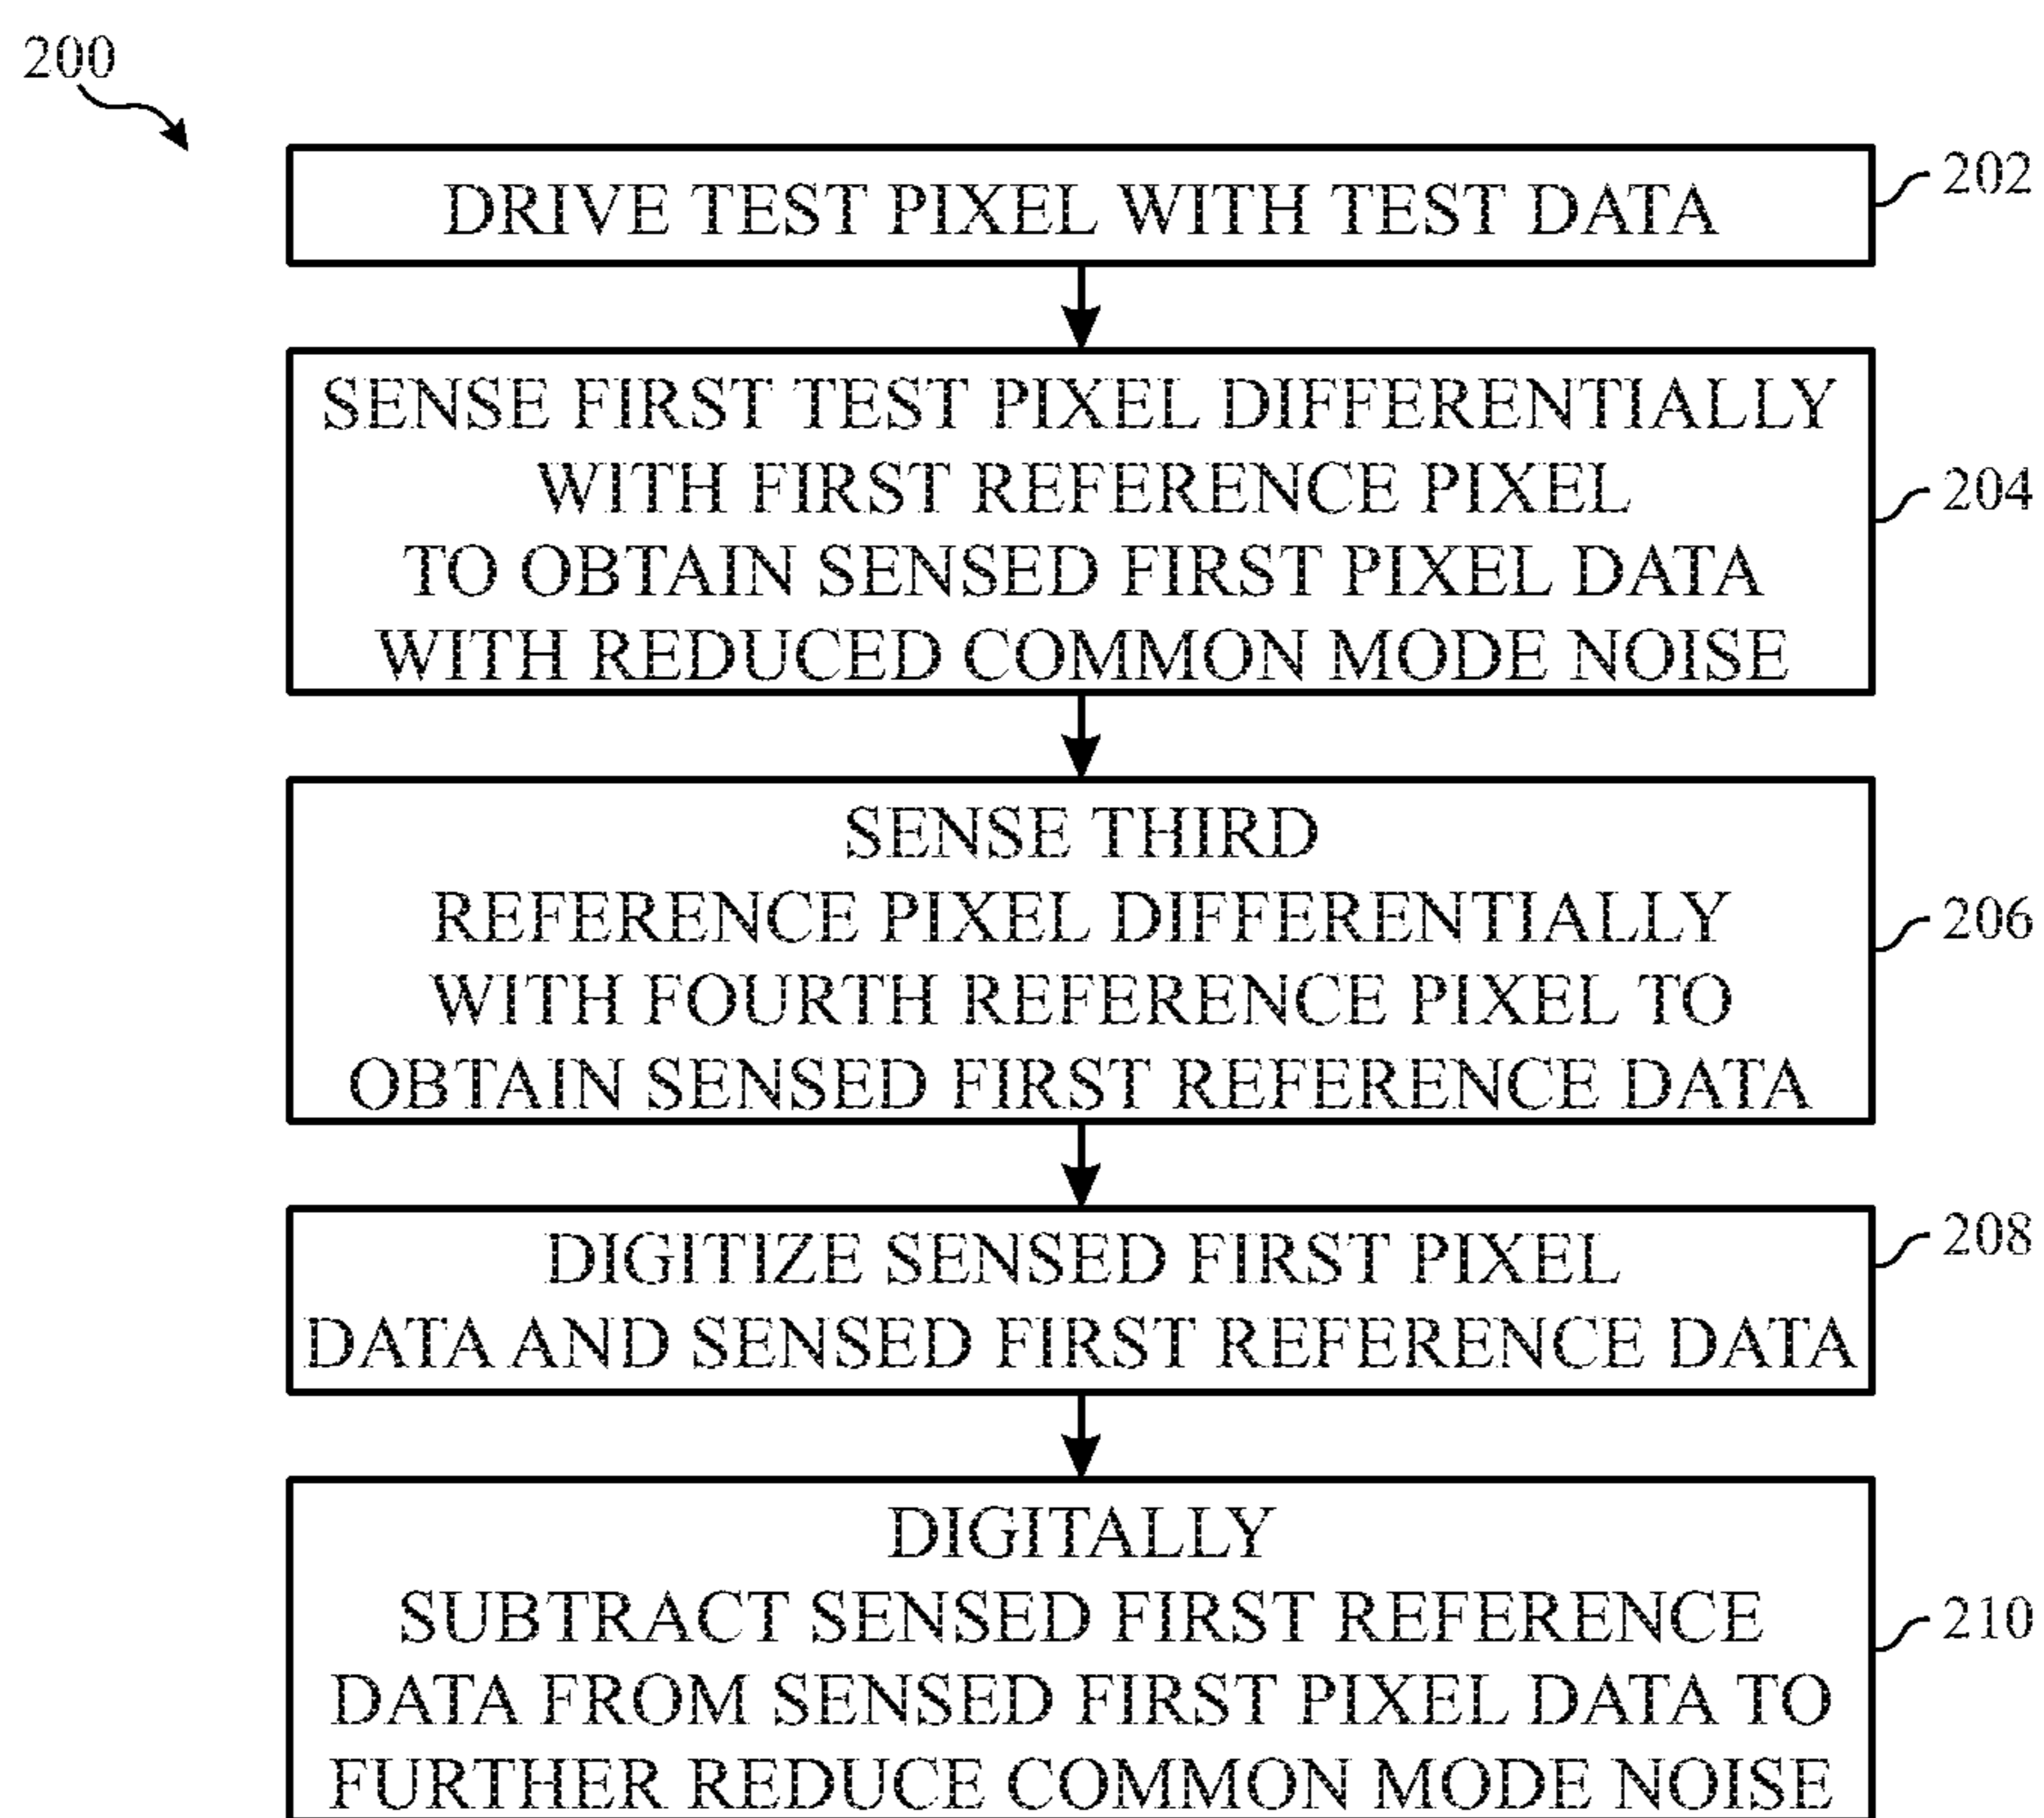 200
DRIVE TEST PIXEL WITH TEST DATA
202
SENSE FIRST TEST PIXEL DIFFERENTIALLY
WITH FIRST REFERENCE PIXEL
TO OBTAIN SENSED FIRST PIXEL DATA
WITH REDUCED COMMON MODE NOISE
204
SENSE THIRD
REFERENCE PIXEL DIFFERENTIALLY
WITH FOURTH REFERENCE PIXEL TO
OBTAIN SENSED FIRST REFERENCE DATA
206
DIGITIZE SENSED FIRST PIXEL
DATA AND SENSED FIRST REFERENCE DATA
208
DIGITALLY
SUBTRACT SENSED FIRST REFERENCE
DATA FROM SENSED FIRST PIXEL DATA TO
FURTHER REDUCE COMMON MODE NOISE
210